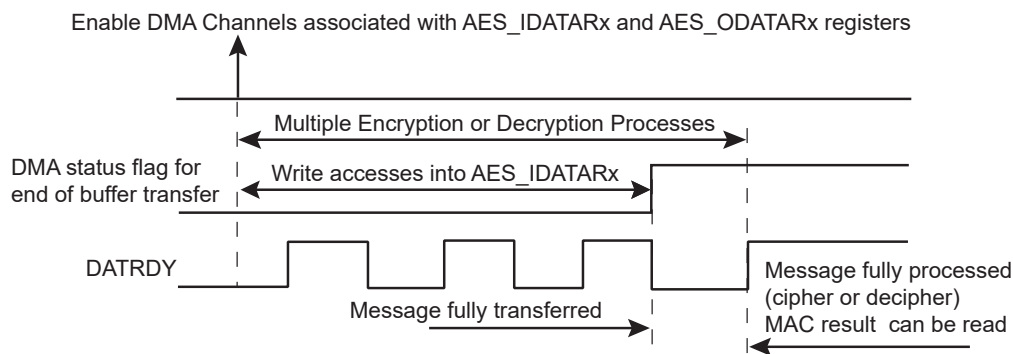 Enable DMA Channels associated with AES_IDATARx and AES_ODATARx registers
Multiple Encryption or Decryption Processes
DMA status flag for
end of buffer transfer
Write accesses into AES_IDATARx
DATRDY
Message fully transferred
Message fully processed
(cipher or decipher)
MAC result can be read